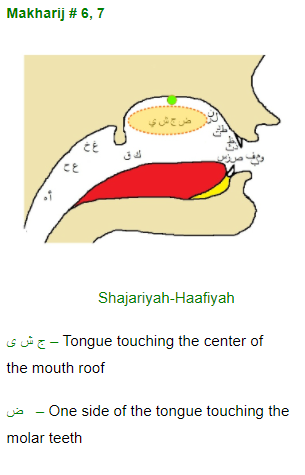 Makharij # 6, 7
غ خ
ع ح
أ ه
ق ك
ض ج ش ي
Shajariyah-Haafiyah
ج ش ى – Tongue touching the center of
the mouth roof
ض – One side of the tongue touching the
molar teeth